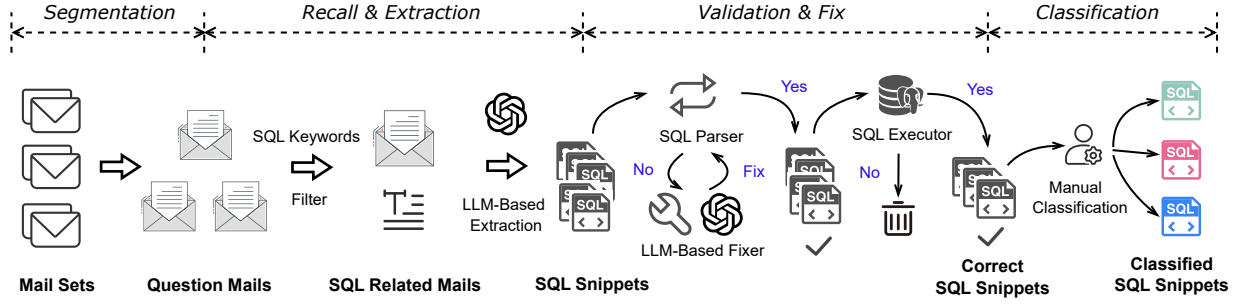 Segmentation
Recall & Extraction
Validation & Fix
Classification
SQL Keywords
Filter
LLM-Based
Extraction
SQL
SQL Parser
No
Fix
LLM-Based Fixer
Yes
SQL
SQL Executor
No
Yes
SQL
Manual
Classification
SQL
SQL
SQL
Mail Sets
Question Mails
SQL Related Mails
SQL Snippets
Correct
SQL Snippets
Classified
SQL Snippets